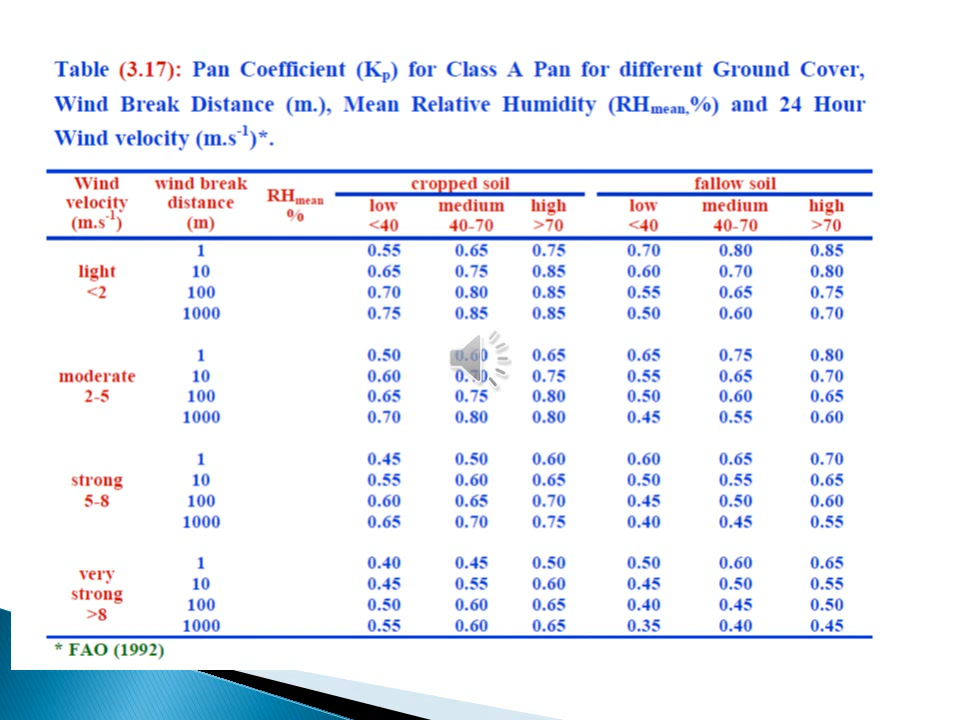 Table (3.17): Pan Coefficient (Kp) for Class A Pan for different Ground Cover,
Wind Break Distance (m.), Mean Relative Humidity (RHmean,%) and 24 Hour
Wind velocity (m.s-1)*.
Wind velocity (m.s-1) wind break distance (m) RHmean % cropped soil fallow soil
low <40 medium 40-70 high >70 low <40 medium 40-70 high >70
light <2
1 0.55 0.65 0.75 0.70 0.80 0.85
10 0.65 0.75 0.85 0.60 0.70 0.80
100 0.70 0.80 0.85 0.55 0.65 0.75
1000 0.75 0.85 0.85 0.50 0.60 0.70
moderate 2-5
1 0.50 0.60 0.65 0.65 0.75 0.80
10 0.60 0.75 0.55 0.65 0.70
100 0.65 0.75 0.80 0.50 0.60 0.65
1000 0.70 0.80 0.80 0.45 0.55 0.60
strong 5-8
1 0.45 0.50 0.60 0.60 0.65 0.70
10 0.55 0.60 0.65 0.50 0.55 0.65
100 0.60 0.65 0.70 0.45 0.50 0.60
1000 0.65 0.70 0.75 0.40 0.45 0.55
very strong >8
1 0.40 0.45 0.50 0.50 0.60 0.65
10 0.45 0.55 0.60 0.45 0.50 0.55
100 0.50 0.60 0.65 0.40 0.45 0.50
1000 0.55 0.60 0.65 0.35 0.40 0.45
* FAO (1992)